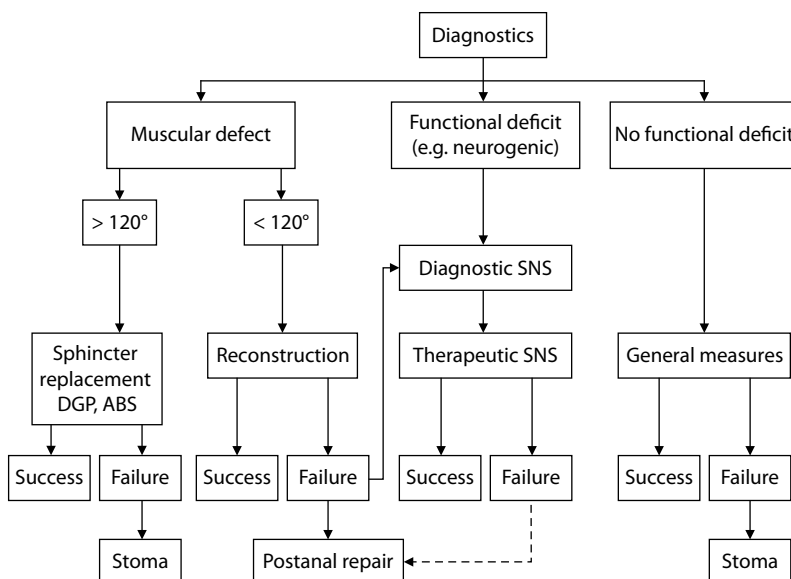 Diagnostics
Muscular defect
Functional deficit
(e.g. neurogenic)
No functional deficit
> 120°
< 120°
Diagnostic SNS
Sphincter
replacement
DGP, ABS
Reconstruction
Therapeutic SNS
General measures
Success
Failure
Success
Failure
Success
Failure
Success
Failure
Stoma
Postanal repair
Stoma